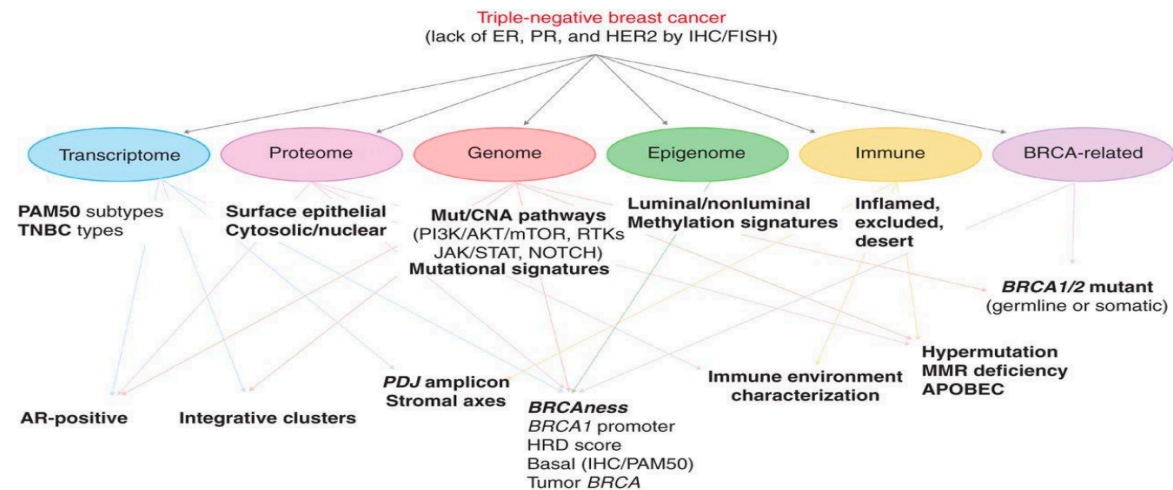 Triple-negative breast cancer
(lack of ER, PR, and HER2 by IHC/FISH)
Transcriptome
Proteome
Genome
Epigenome
Immune
BRCA-related
PAM50 subtypes
TNBC types
Surface epithelial
Cytosolic/nuclear
Mut/CNA pathways
(PI3K/AKT/mTOR, RTKs
JAK/STAT, NOTCH)
Mutational signatures
Luminal/nonluminal
Methylation signatures
Inflamed,
excluded,
desert
BRCA1/2 mutant
(germline or somatic)
AR-positive
Integrative clusters
PDJ amplicon
Stromal axes
BRCAness
BRCA1 promoter
HRD score
Basal (IHC/PAM50)
Tumor BRCA
Immune environment
characterization
Hypermutation
MMR deficiency
APOBEC